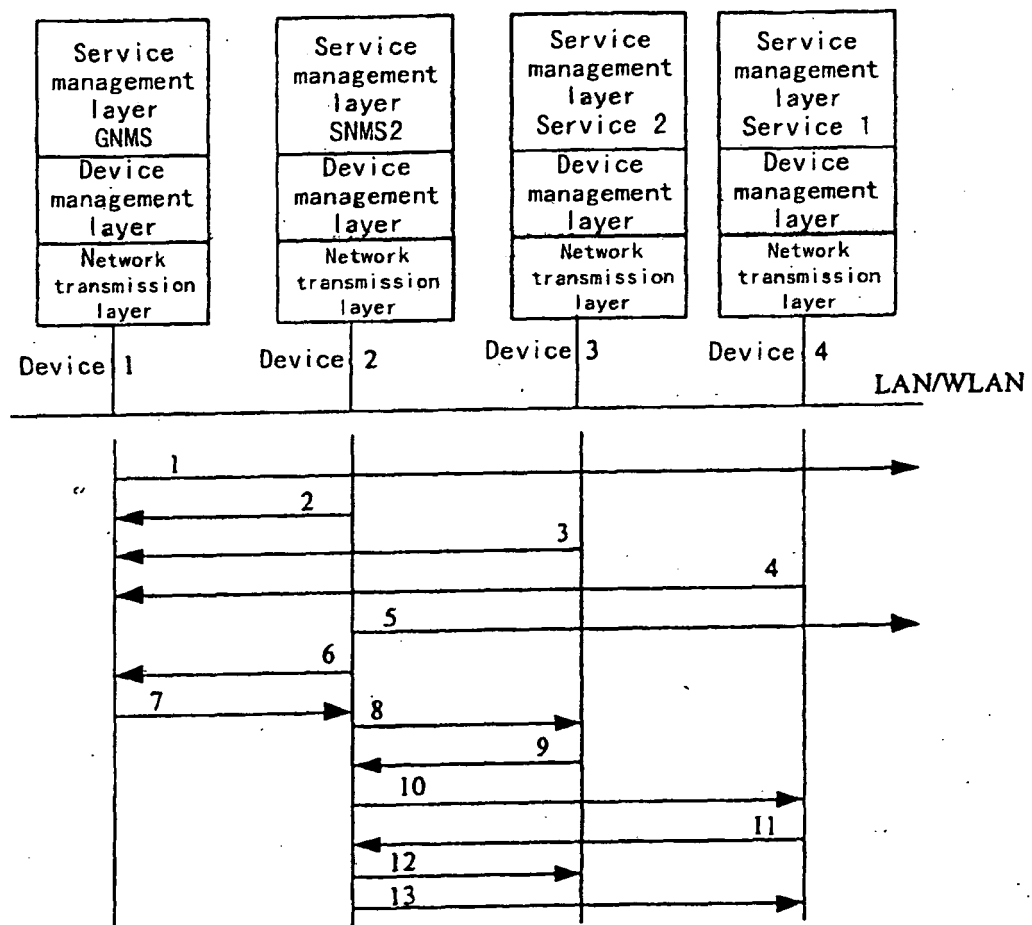 Service
management
layer
GNMS
Device
management
layer
Network
transmission
layer
Service
management
layer
SNMS2
Device
management
layer
Network
transmission
layer
Service
management
layer
Service 2
Device
management
layer
Network
transmission
layer
Service
management
layer
Service 1
Device
management
layer
Network
transmission
layer
Device 1
Device 2
Device 3
Device 4
LAN/WLAN
1
2
3
4
5
6
7
8
9
10
11
12
13